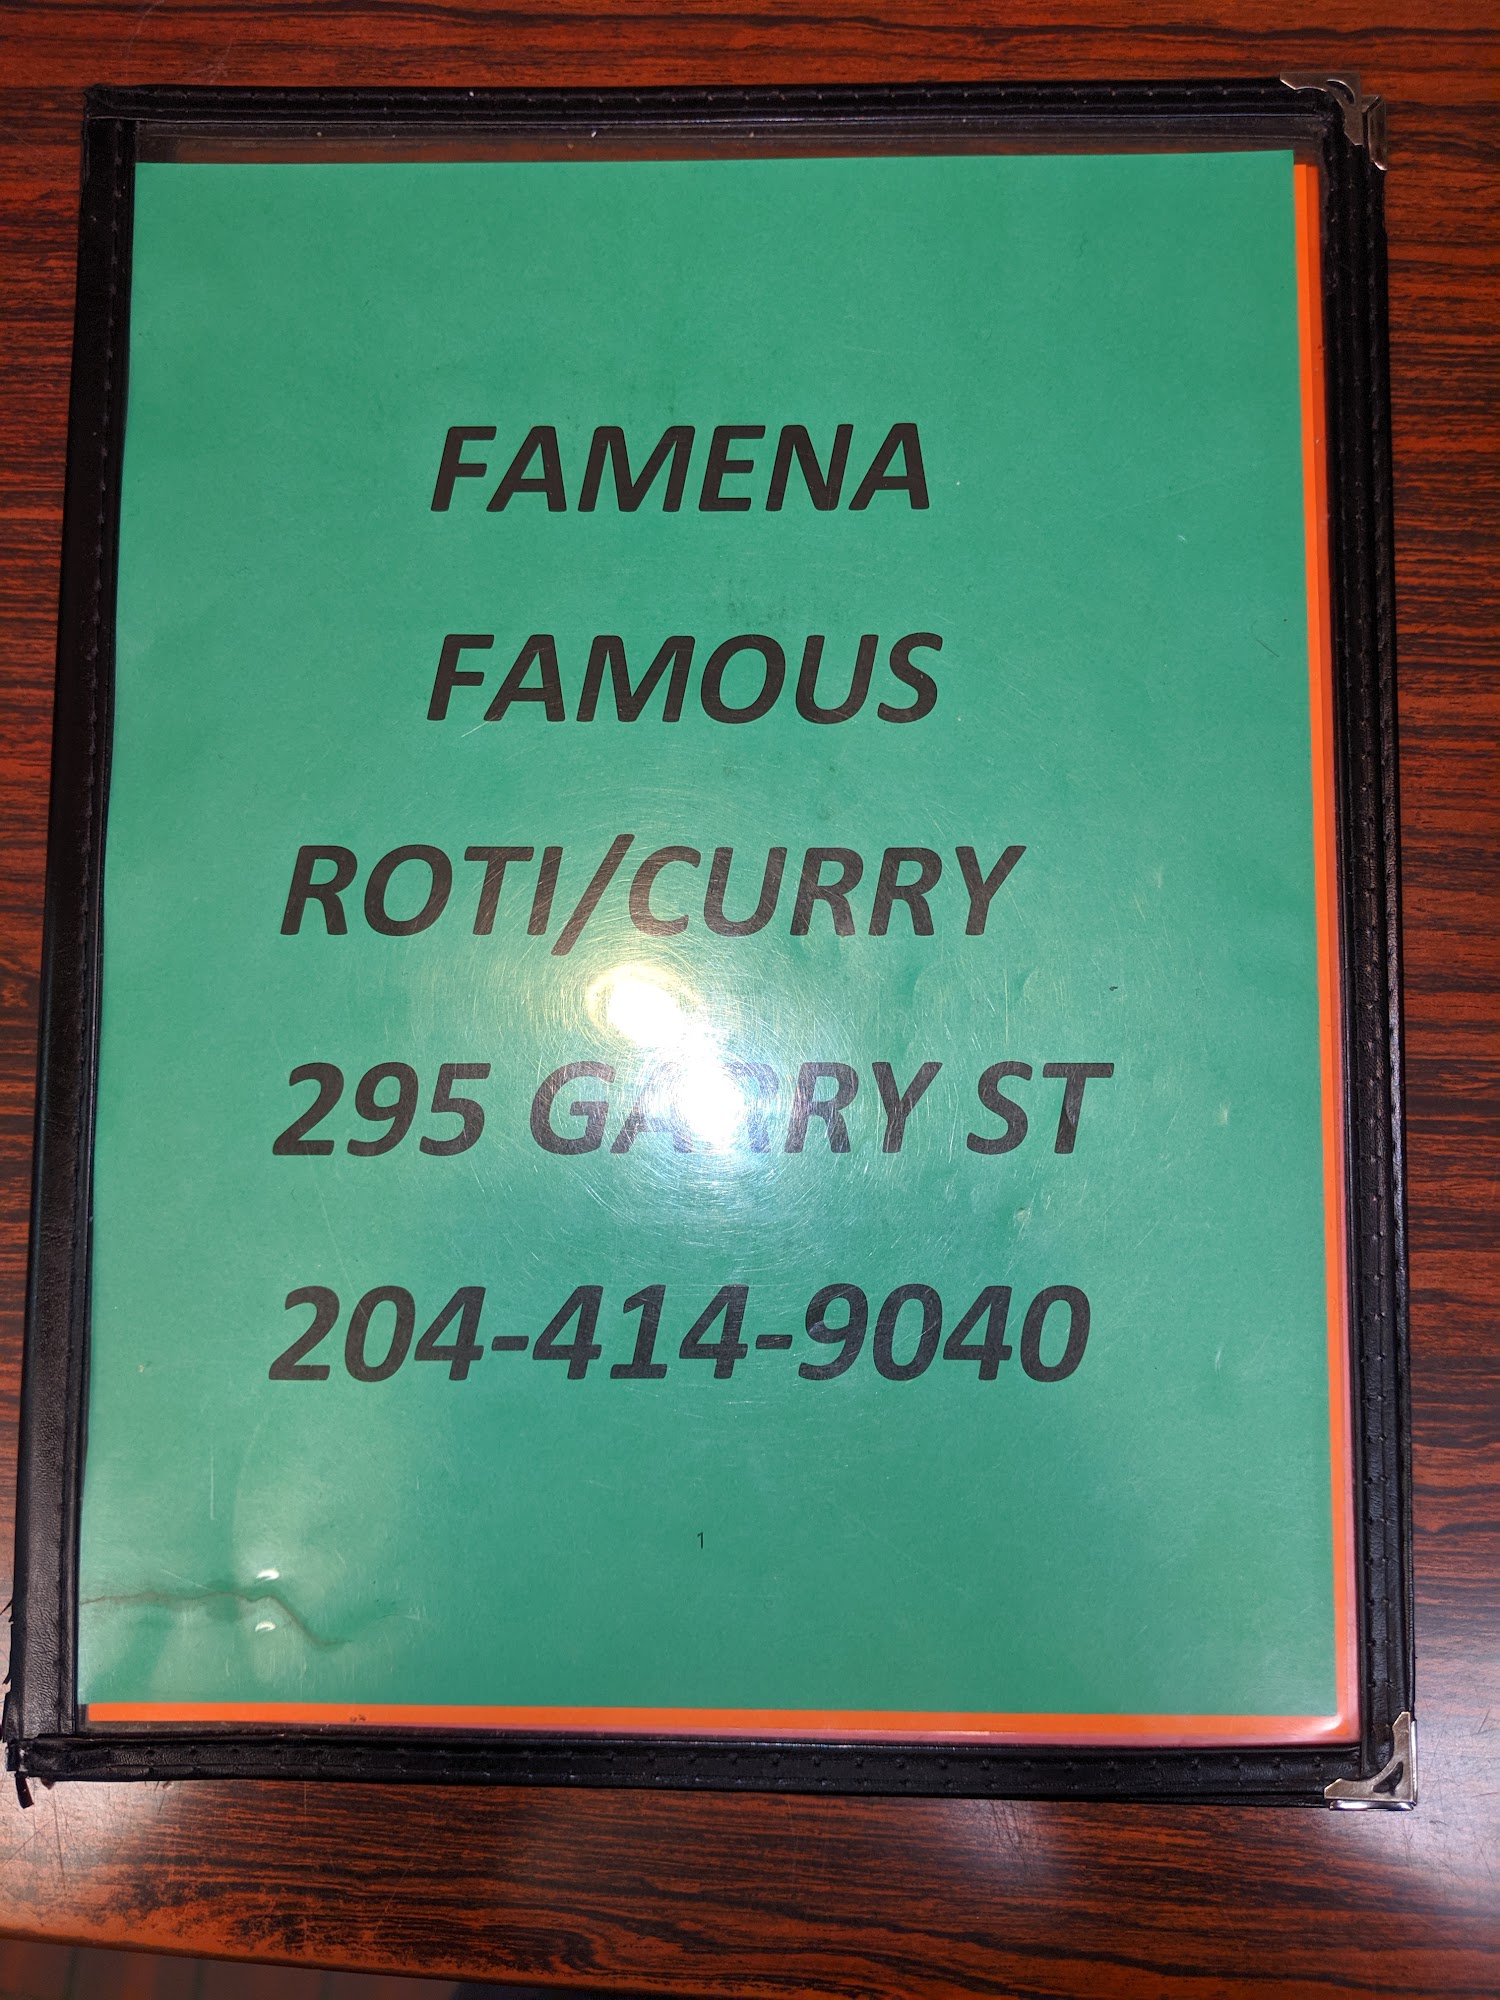 FAMENA
FAMOUS
ROTI/CURRY
295 GARRY ST
204-414-9040
1